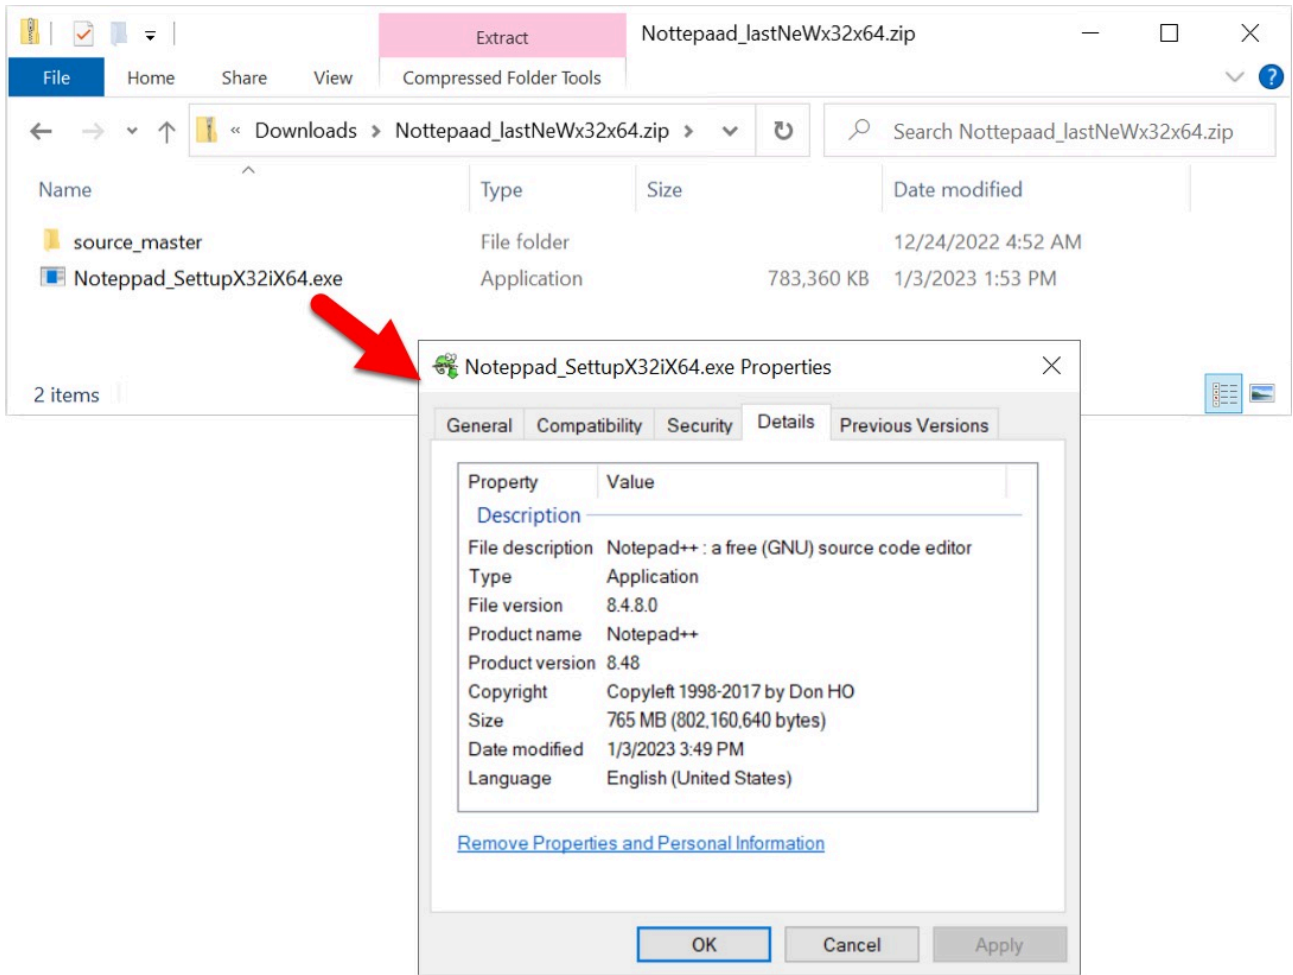 Extract
Nottepaad_lastNeWx32x64.zip
File
Home
Share
View
Compressed Folder Tools
?
« Downloads > Nottepaad_lastNeWx32x64.zip >
Search Nottepaad_lastNeWx32x64.zip
Name Type Size Date modified
source_master File folder 12/24/2022 4:52 AM
Noteppad_SettupX32iX64.exe Application 783,360 KB 1/3/2023 1:53 PM
2 items
Noteppad_SettupX32iX64.exe Properties
General Compatibility Security Details Previous Versions
Property Value
Description
File description Notepad++ : a free (GNU) source code editor
Type Application
File version 8.4.8.0
Product name Notepad++
Product version 8.48
Copyright Copyleft 1998-2017 by Don HO
Size 765 MB (802,160,640 bytes)
Date modified 1/3/2023 3:49 PM
Language English (United States)
Remove Properties and Personal Information
OK Cancel Apply